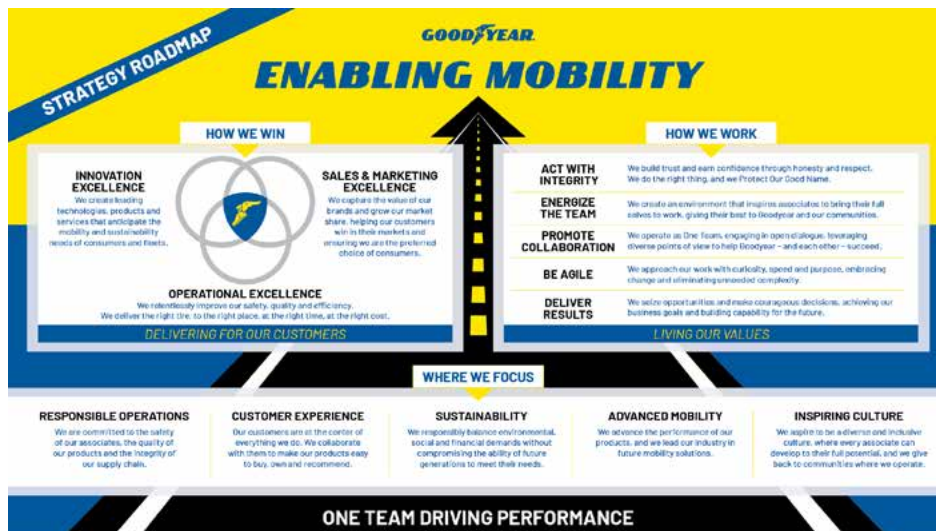 STRATEGY ROADMAP
GOODYEAR
ENABLING MOBILITY
HOW WE WIN
INNOVATION
EXCELLENCE
We create leading
technologies, products and
services that anticipate the
mobility and sustainability
needs of consumers and fleets.
SALES & MARKETING
EXCELLENCE
We capture the value of our
brands and grow our market
share, helping our customers
win in their markets and
ensuring we are the preferred
choice of consumers.
OPERATIONAL EXCELLENCE
We relentlessly improve our safety, quality and efficiency.
We deliver the right tire, to the right place, at the right time, at the right cost.
DELIVERING FOR OUR CUSTOMERS
HOW WE WORK
ACT WITH
INTEGRITY
We build trust and earn confidence through honesty and respect.
We do the right thing, and we Protect Our Good Name.
ENERGIZE
THE TEAM
We create an environment that inspires associates to bring their full
selves to work, giving their best to Goodyear and our communities.
PROMOTE
COLLABORATION
We operate as One Team, engaging in open dialogue, leveraging
diverse points of view to help Goodyear – and each other – succeed.
BE AGILE
We approach our work with curiosity, speed and purpose, embracing
change and eliminating unneeded complexity.
DELIVER
RESULTS
We seize opportunities and make courageous decisions, achieving our
business goals and building capability for the future.
LIVING OUR VALUES
WHERE WE FOCUS
RESPONSIBLE OPERATIONS
We are committed to the safety
of our associates, the quality of
our products and the integrity of
our supply chain.
CUSTOMER EXPERIENCE
Our customers are at the center of
everything we do. We collaborate
with them to make our products easy
to buy, own and recommend.
SUSTAINABILITY
We responsibly balance environmental,
social and financial demands without
compromising the ability of future
generations to meet their needs.
ADVANCED MOBILITY
We advance the performance of our
products, and we lead our industry in
future mobility solutions.
INSPIRING CULTURE
We aspire to be a diverse and inclusive
culture, where every associate can
develop to their full potential, and we give
back to communities where we operate.
ONE TEAM DRIVING PERFORMANCE